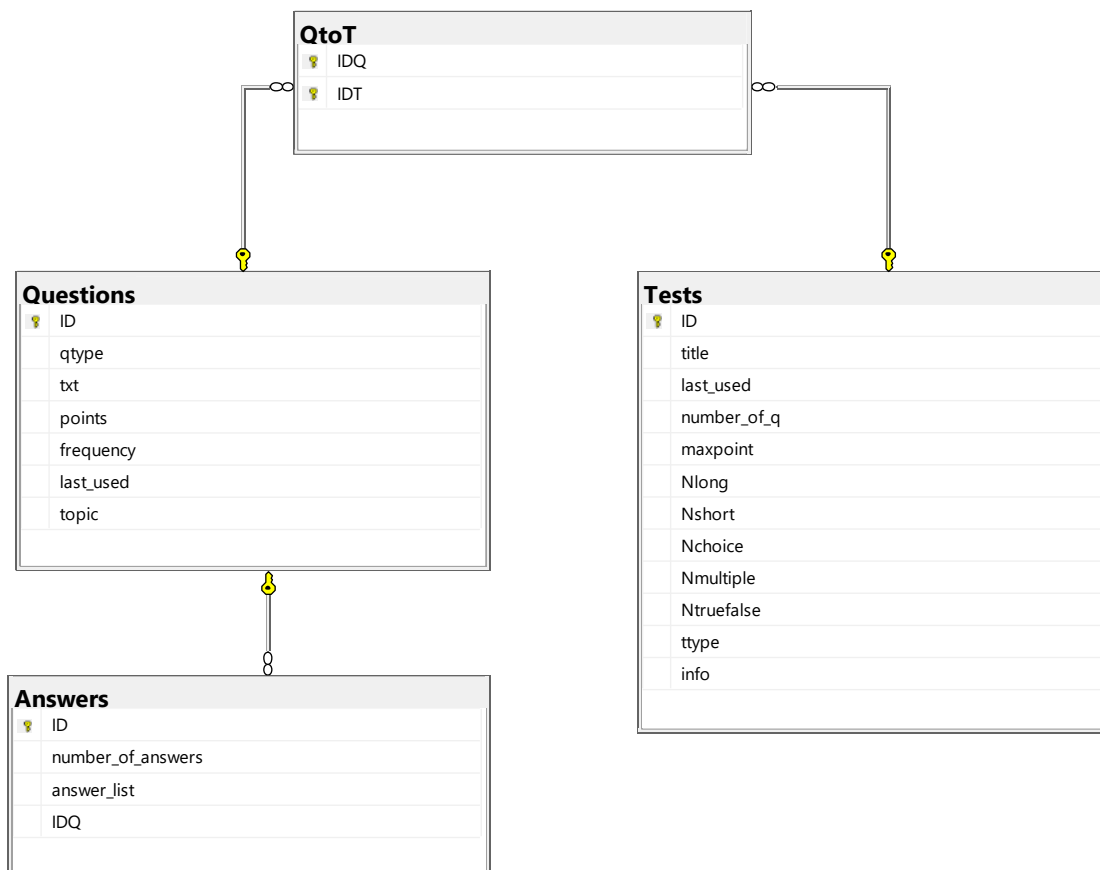 QtoT
IDQ
IDT
Questions
ID
qtype
txt
points
frequency
last_used
topic
Tests
ID
title
last_used
number_of_q
maxpoint
Nlong
Nshort
Nchoice
Nmultiple
Ntruefalse
ttype
info
Answers
ID
number_of_answers
answer_list
IDQ